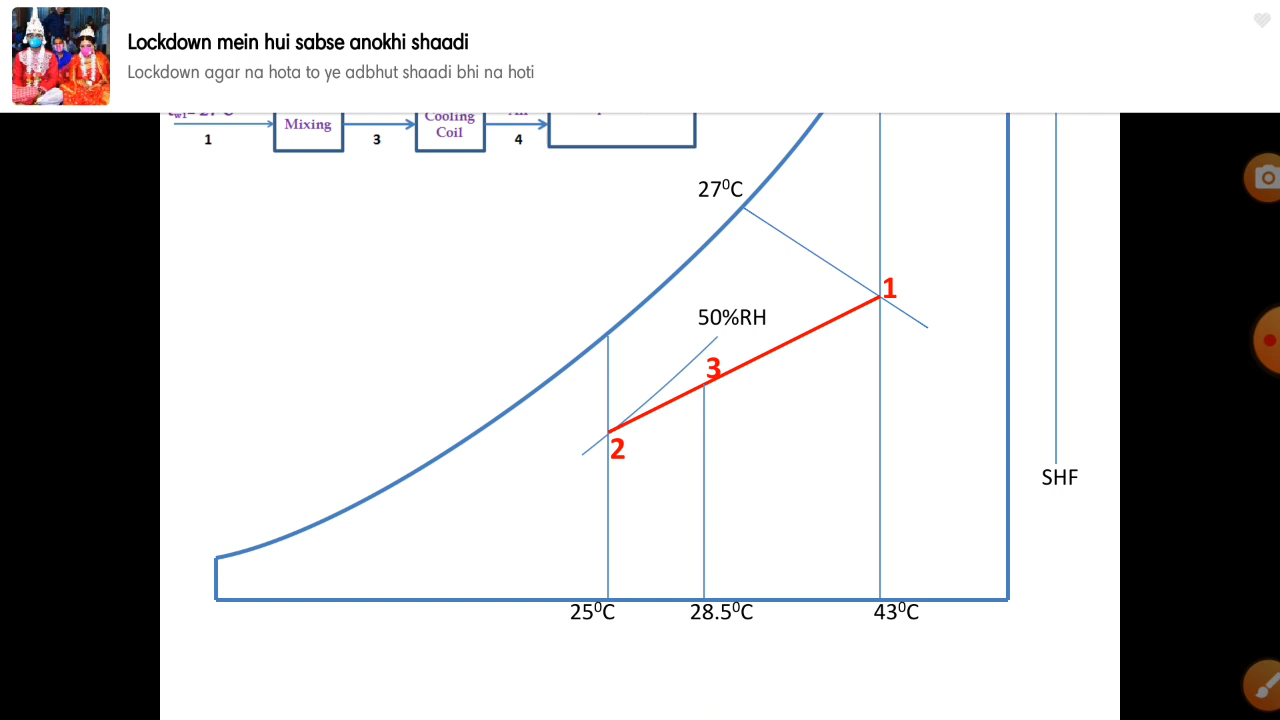 Lockdown mein hui sabse anokhi shaadi
Lockdown agar na hota to ye adbhut shaadi bhi na hoti
Mixing
Cooling
Coil
1
3
4
27⁰C
1
50%RH
3
2
SHF
25⁰C
28.5⁰C
43⁰C